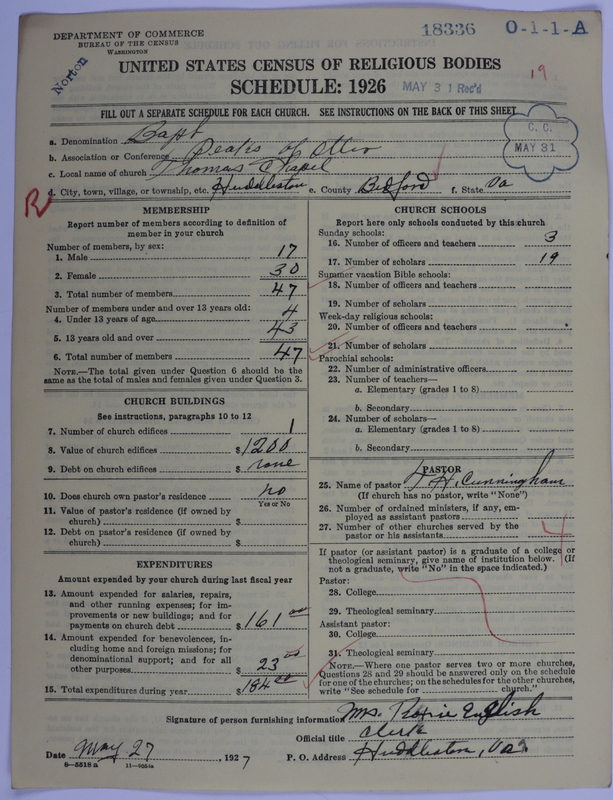 DEPARTMENT OF COMMERCE
BUREAU OF THE CENSUS
WASHINGTON
18336 O-1-1-A
Norton
UNITED STATES CENSUS OF RELIGIOUS BODIES
SCHEDULE: 1926 MAY 31 Rec'd
19
FILL OUT A SEPARATE SCHEDULE FOR EACH CHURCH. SEE INSTRUCTIONS ON THE BACK OF THIS SHEET
C. C.
MAY 31
a. Denomination Bapt
b. Association or Conference Peaks of Otter
c. Local name of church Thomas Chapel
d. City, town, village, or township, etc. Huddleston e. County Bedford f. State Va
R
MEMBERSHIP
Report number of members according to definition of
member in your church
Number of members, by sex:
1. Male 17
2. Female 30
3. Total number of members 47
Number of members under and over 13 years old:
4. Under 13 years of age 4
5. 13 years old and over 43
6. Total number of members 47
NOTE.—The total given under Question 6 should be
the same as the total of males and females given under Question 3.
CHURCH BUILDINGS
See instructions, paragraphs 10 to 12
7. Number of church edifices 1
8. Value of church edifices $1200
9. Debt on church edifices $ none
10. Does church own pastor's residence no
Yes or No
11. Value of pastor's residence (if owned by
church) $
12. Debt on pastor's residence (if owned by
church) $
EXPENDITURES
Amount expended by your church during last fiscal year
13. Amount expended for salaries, repairs,
and other running expenses; for im-
provements or new buildings; and for
payments on church debt $161 00
14. Amount expended for benevolences, in-
cluding home and foreign missions; for
denominational support; and for all
other purposes $ 23 00
15. Total expenditures during year $184 00
CHURCH SCHOOLS
Report here only schools conducted by this church
Sunday schools:
16. Number of officers and teachers 3
17. Number of scholars 19
Summer vacation Bible schools:
18. Number of officers and teachers
19. Number of scholars
Week-day religious schools:
20. Number of officers and teachers
21. Number of scholars
Parochial schools:
22. Number of administrative officers
23. Number of teachers—
a. Elementary (grades 1 to 8)
b. Secondary
24. Number of scholars—
a. Elementary (grades 1 to 8)
b. Secondary
PASTOR
25. Name of pastor T H. Cunningham
(If church has no pastor, write "None")
26. Number of ordained ministers, if any, em-
ployed as assistant pastors
27. Number of other churches served by the
pastor or his assistants 4
If pastor (or assistant pastor) is a graduate of a college or
theological seminary, give name of institution below. (If
not a graduate, write "No" in the space indicated.)
Pastor:
28. College
29. Theological seminary
Assistant pastor:
30. College
31. Theological seminary
NOTE.—Where one pastor serves two or more churches,
Questions 28 and 29 should be answered only on the schedule
for one of the churches; on the schedules for the other churches,
write "See schedule for church."
Signature of person furnishing information Mrs. Roxie English
Official title Clerk
Date May 27, 1927 P. O. Address Huddleston, Va.
8—5518 a 11—9054a